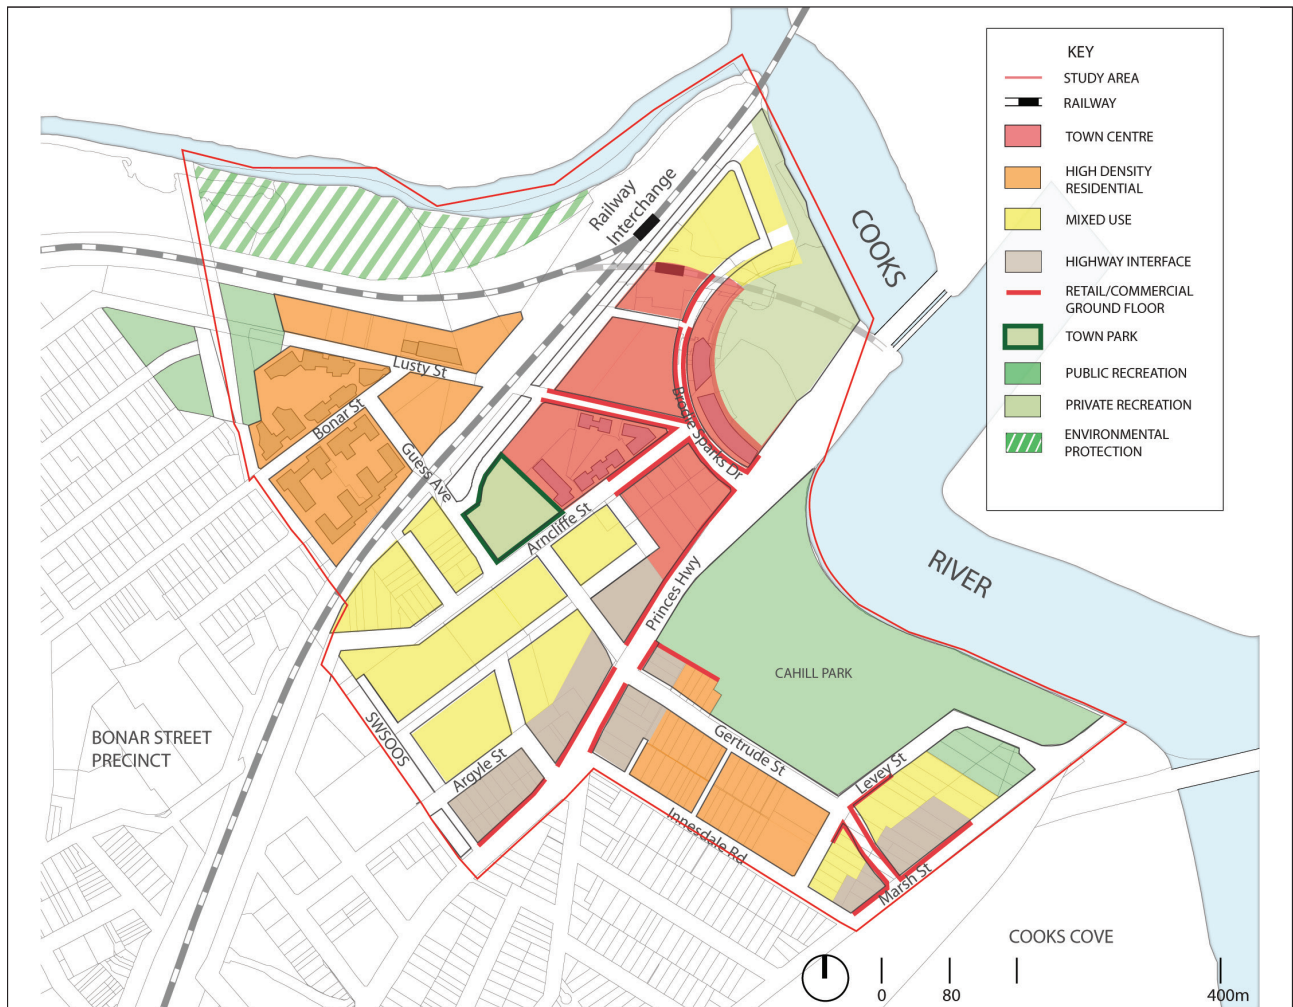 KEY
STUDY AREA
RAILWAY
TOWN CENTRE
HIGH DENSITY
RESIDENTIAL
MIXED USE
HIGHWAY INTERFACE
RETAIL/COMMERCIAL
GROUND FLOOR
TOWN PARK
PUBLIC RECREATION
PRIVATE RECREATION
ENVIRONMENTAL
PROTECTION
Railway
Interchange
COOKS
RIVER
Lusty St
Bonar St
Guess Ave
Brodie Sparks Dr
Arncliffe St
Princes Hwy
CAHILL PARK
BONAR STREET
PRECINCT
SWSOOS
Argyle St
Gertrude St
Levey St
Innesdale Rd
Marsh St
COOKS COVE
0
80
400m